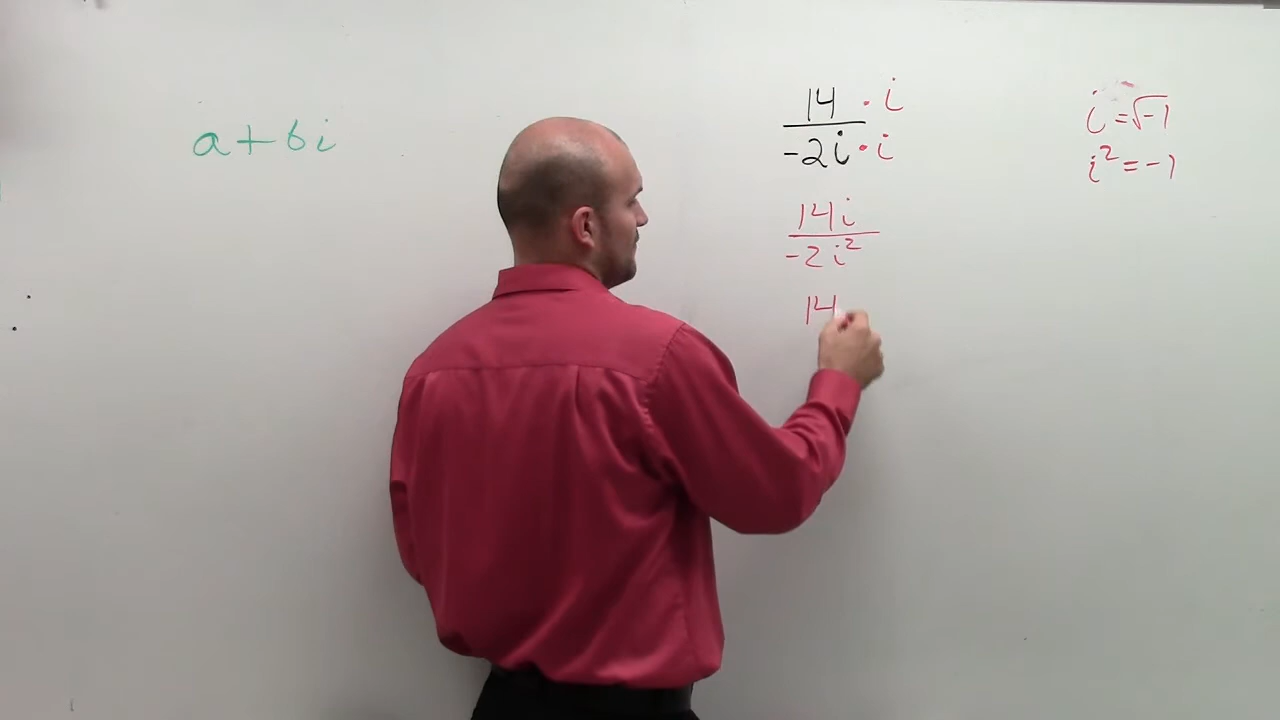 a+bi
14 · i
-2i · i
14i
-2i²
14
i = √-1
i² = -1